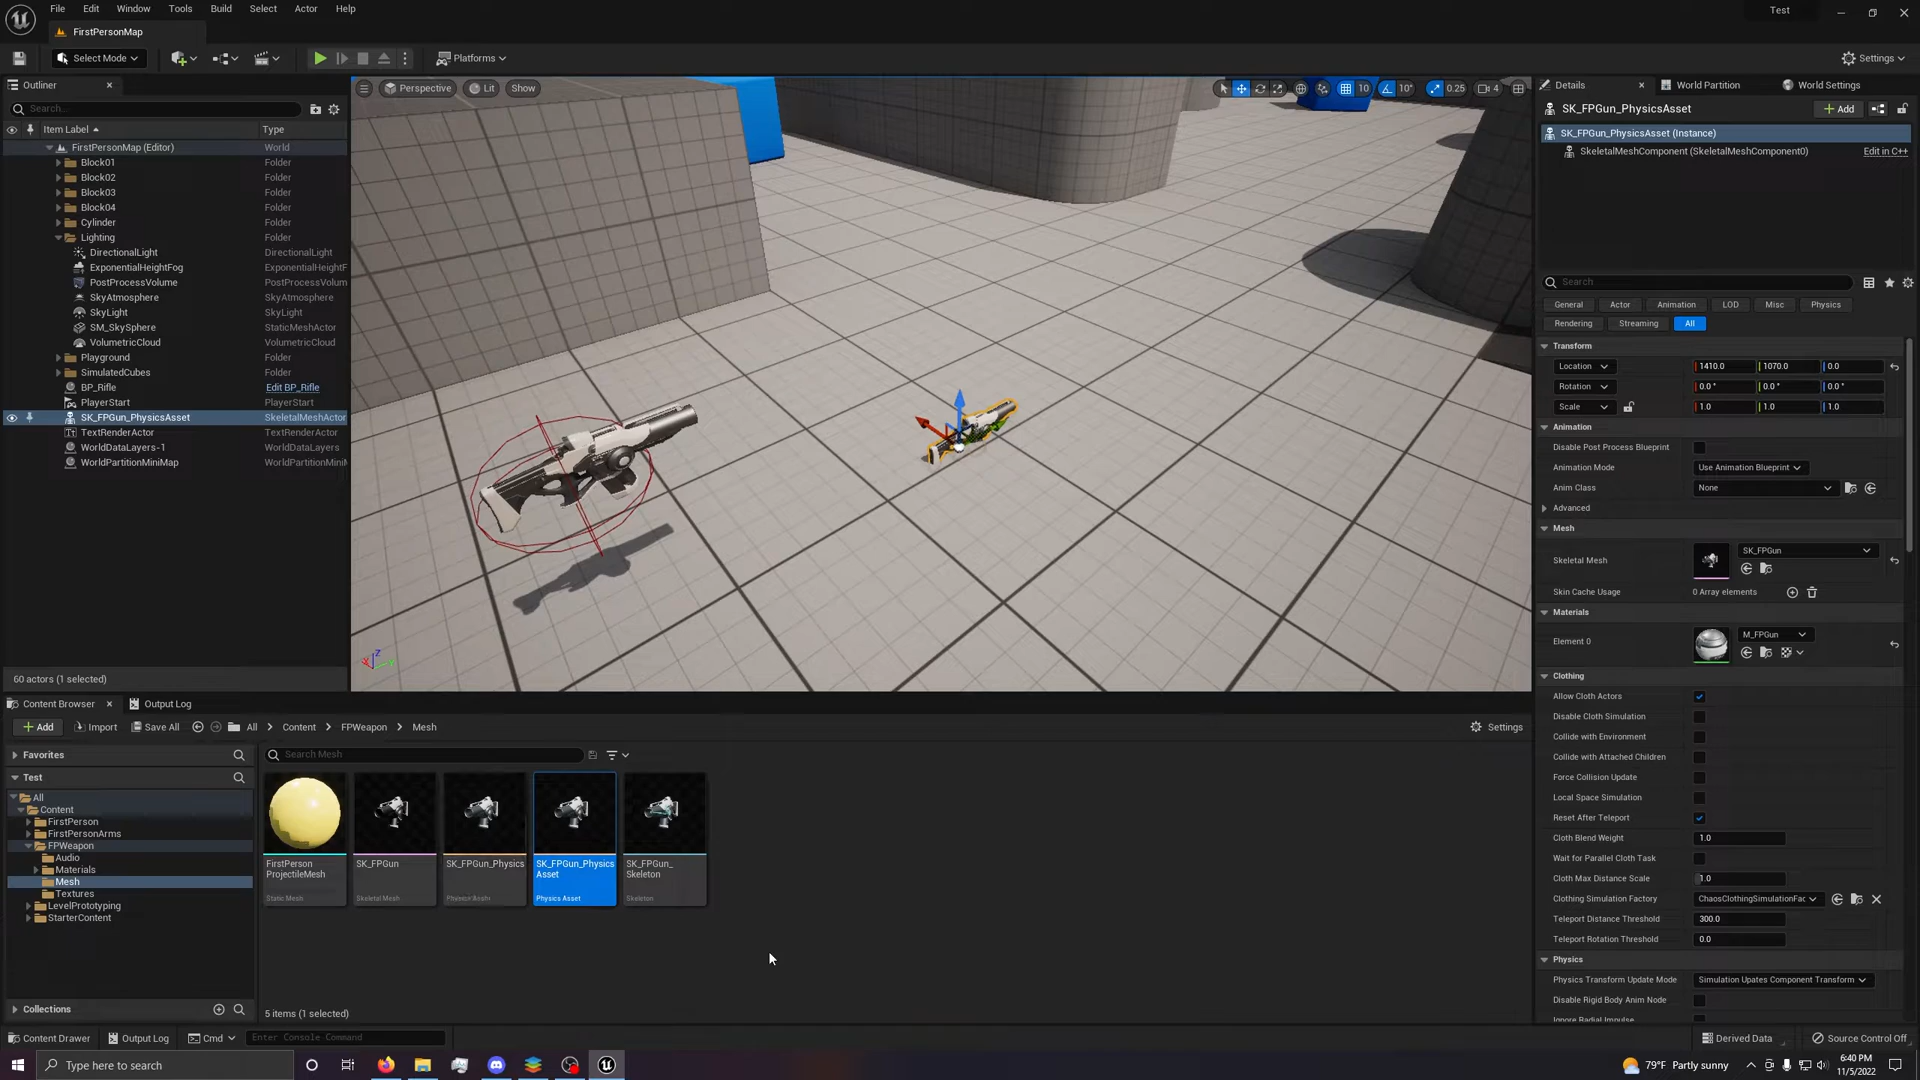 File Edit Window Tools Build Select Actor Help
Test
FirstPersonMap
Select Mode
Platforms
Settings
Outliner
Search...
Item Label
Type
FirstPersonMap (Editor) World
Block01 Folder
Block02 Folder
Block03 Folder
Block04 Folder
Cylinder Folder
Lighting Folder
DirectionalLight DirectionalLight
ExponentialHeightFog ExponentialHeightF
PostProcessVolume PostProcessVolum
SkyAtmosphere SkyAtmosphere
SkyLight SkyLight
SM_SkySphere StaticMeshActor
VolumetricCloud VolumetricCloud
Playground Folder
SimulatedCubes Folder
BP_Rifle Edit BP_Rifle
PlayerStart PlayerStart
SK_FPGun_PhysicsAsset SkeletalMeshActor
TextRenderActor TextRenderActor
WorldDataLayers-1 WorldDataLayers
WorldPartitionMiniMap WorldPartitionMiniM
60 actors (1 selected)
Perspective Lit Show
10 10° 0.25 4
X Z Y
Details World Partition World Settings
SK_FPGun_PhysicsAsset
Add
SK_FPGun_PhysicsAsset (Instance)
SkeletalMeshComponent (SkeletalMeshComponent0) Edit in C++
Search
General Actor Animation LOD Misc Physics
Rendering Streaming All
Transform
Location 1410.0 1070.0 0.0
Rotation 0.0° 0.0° 0.0°
Scale 1.0 1.0 1.0
Animation
Disable Post Process Blueprint
Animation Mode Use Animation Blueprint
Anim Class None
Advanced
Mesh
Skeletal Mesh SK_FPGun
Skin Cache Usage 0 Array elements
Materials
Element 0 M_FPGun
Clothing
Allow Cloth Actors
Disable Cloth Simulation
Collide with Environment
Collide with Attached Children
Force Collision Update
Local Space Simulation
Reset After Teleport
Cloth Blend Weight 1.0
Wait for Parallel Cloth Task
Cloth Max Distance Scale 1.0
Clothing Simulation Factory ChaosClothingSimulationFac
Teleport Distance Threshold 300.0
Teleport Rotation Threshold 0.0
Physics
Physics Transform Update Mode Simulation Upates Component Transform
Disable Rigid Body Anim Node
Ignore Radial Impulse
Content Browser Output Log
Add Import Save All All > Content > FPWeapon > Mesh
Settings
Favorites
Test
All
Content
FirstPerson
FirstPersonArms
FPWeapon
Audio
Materials
Mesh
Textures
LevelPrototyping
StarterContent
Collections
Search Mesh
FirstPerson
ProjectileMesh
Static Mesh
SK_FPGun
Skeletal Mesh
SK_FPGun_Physics
SK_FPGun_Physics
Asset
Physics Asset
SK_FPGun_
Skeleton
Skeleton
5 items (1 selected)
Content Drawer Output Log Cmd Enter Console Command
Derived Data Source Control Off
Type here to search
79°F Partly sunny
6:40 PM
11/5/2022